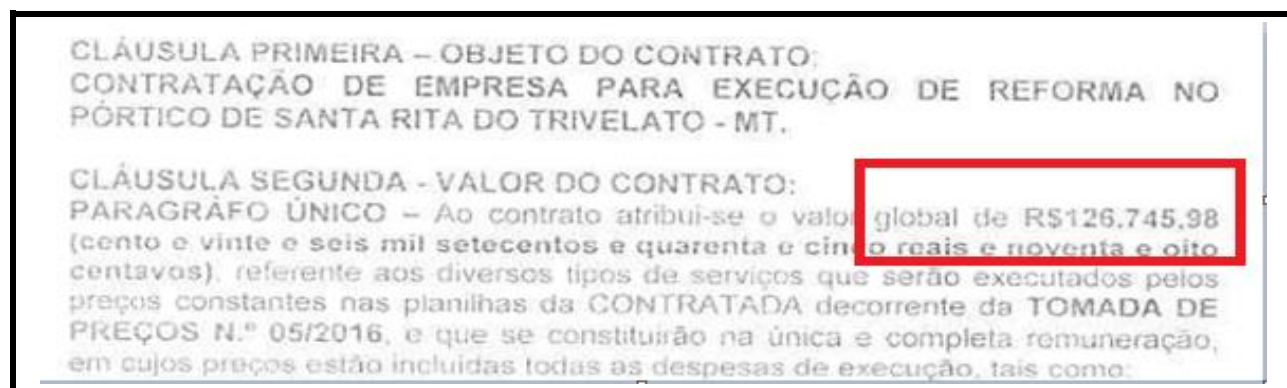 CLÁUSULA PRIMEIRA – OBJETO DO CONTRATO:
CONTRATAÇÃO DE EMPRESA PARA EXECUÇÃO DE REFORMA NO
PÓRTICO DE SANTA RITA DO TRIVELATO - MT.
CLÁUSULA SEGUNDA - VALOR DO CONTRATO:
PARAGRÁFO ÚNICO – Ao contrato atribui-se o valor global de R$126.745,98
(cento e vinte e seis mil setecentos e quarenta e cinco reais e noventa e oito
centavos), referente aos diversos tipos de serviços que serão executados pelos
preços constantes nas planilhas da CONTRATADA decorrente da TOMADA DE
PREÇOS N.º 05/2016, e que se constituirão na única e completa remuneração,
em cujos preços estão incluídas todas as despesas de execução, tais como: